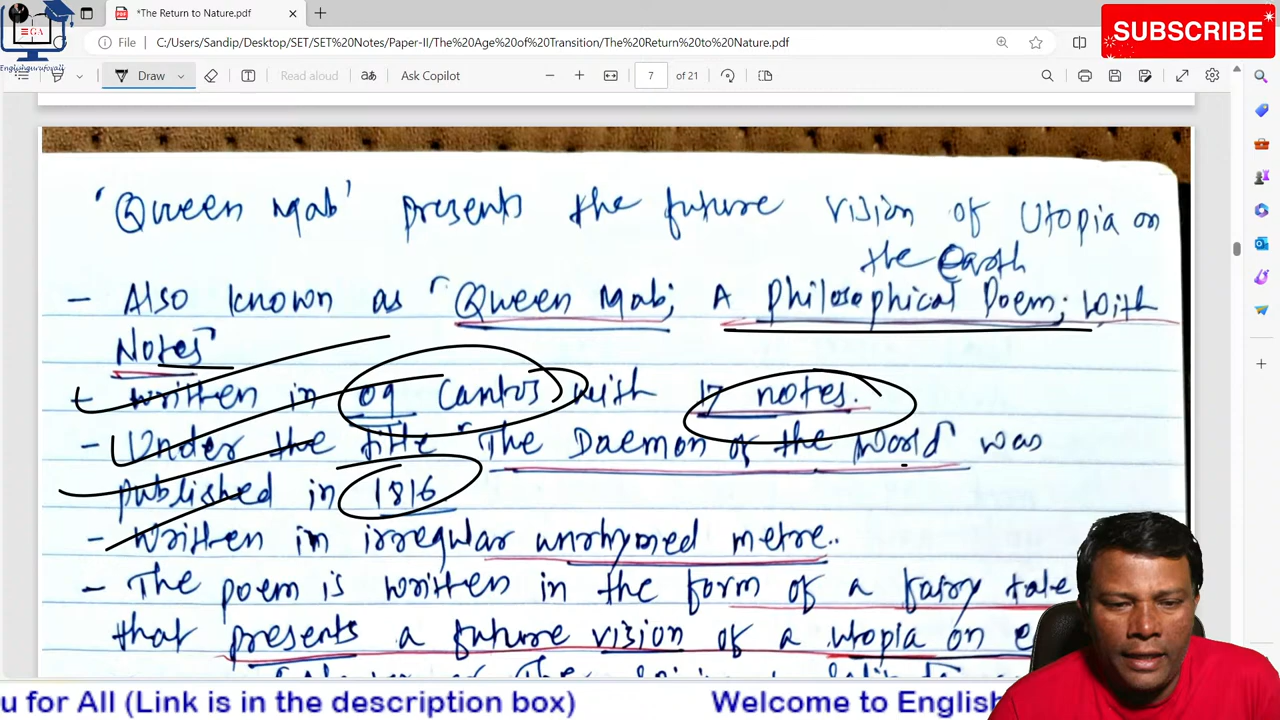 *The Return to Nature.pdf
SUBSCRIBE
EGA
Englishguruforall
File C:/Users/Sandip/Desktop/SET/SET%20Notes/Paper-II/The%20Age%20of%20Transition/The%20Return%20to%20Nature.pdf
Draw Read aloud Ask Copilot 7 of 21
'Queen Mab' presents the future vision of Utopia on
the Earth
- Also known as "Queen Mab; A Philosophical Poem; With
Notes"
- Written in 09 Cantos with 17 notes.
- Under the title "The Daemon of the World" was
published in 1816
- Written in irregular unrhymed metre.
- The poem is written in the form of a fairy tale
that presents a future vision of a utopia on
u for All (Link is in the description box) Welcome to English